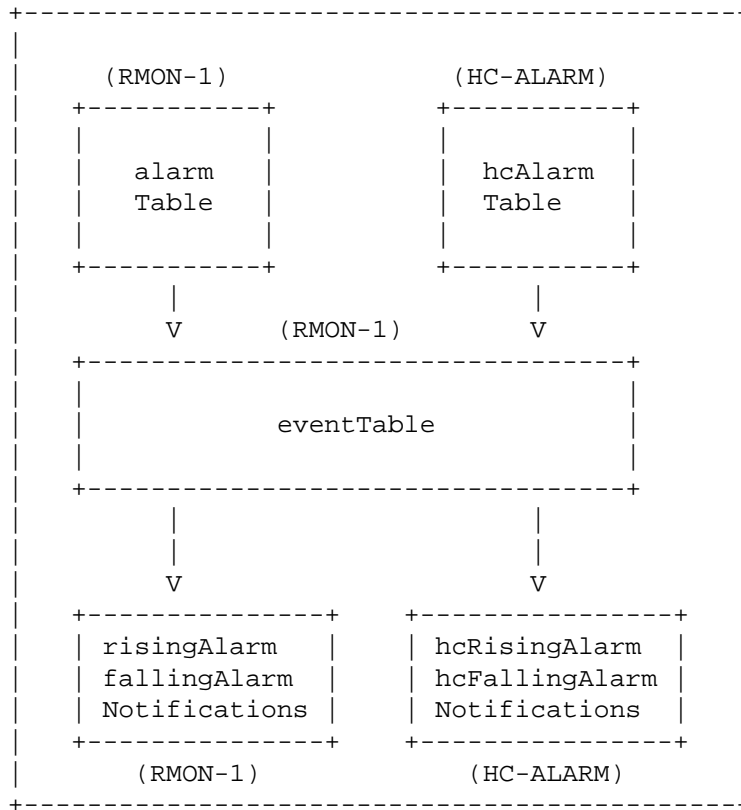 (RMON-1) (HC-ALARM)
alarm hcAlarm
Table Table
V (RMON-1) V
eventTable
V V
risingAlarm hcRisingAlarm
fallingAlarm hcFallingAlarm
Notifications Notifications
(RMON-1) (HC-ALARM)